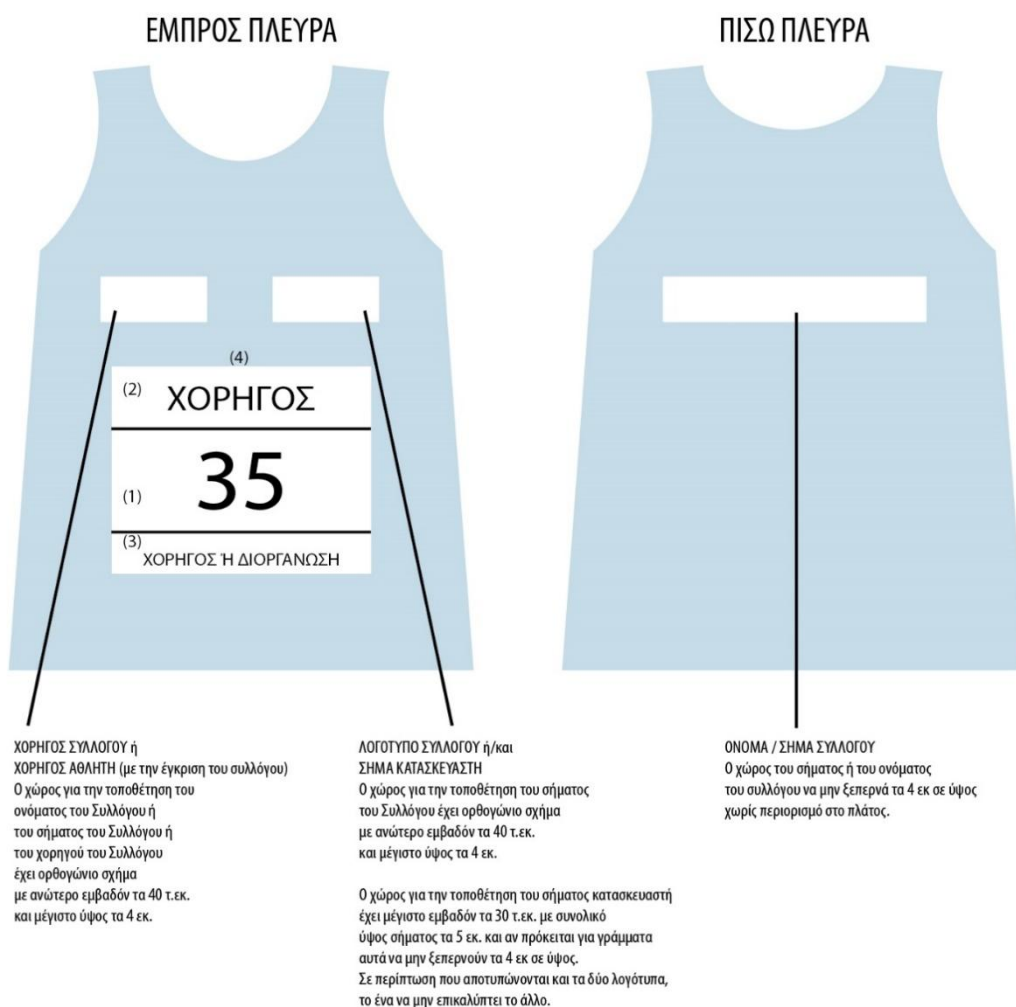 ΕΜΠΡΟΣ ΠΛΕΥΡΑ
ΠΙΣΩ ΠΛΕΥΡΑ
(4)
(2) ΧΟΡΗΓΟΣ
(1) 35
(3)
ΧΟΡΗΓΟΣ Ή ΔΙΟΡΓΑΝΩΣΗ
ΧΟΡΗΓΟΣ ΣΥΛΛΟΓΟΥ ή
ΧΟΡΗΓΟΣ ΑΘΛΗΤΗ (με την έγκριση του συλλόγου)
Ο χώρος για την τοποθέτηση του
ονόματος του Συλλόγου ή
του σήματος του Συλλόγου ή
του χορηγού του Συλλόγου
έχει ορθογώνιο σχήμα
με ανώτερο εμβαδόν τα 40 τ.εκ.
και μέγιστο ύψος τα 4 εκ.
ΛΟΓΟΤΥΠΟ ΣΥΛΛΟΓΟΥ ή/και
ΣΗΜΑ ΚΑΤΑΣΚΕΥΑΣΤΗ
Ο χώρος για την τοποθέτηση του σήματος
του Συλλόγου έχει ορθογώνιο σχήμα
με ανώτερο εμβαδόν τα 40 τ.εκ.
και μέγιστο ύψος τα 4 εκ.
Ο χώρος για την τοποθέτηση του σήματος κατασκευαστή
έχει μέγιστο εμβαδόν τα 30 τ.εκ. με συνολικό
ύψος σήματος τα 5 εκ. και αν πρόκειται για γράμματα
αυτά να μην ξεπερνούν τα 4 εκ σε ύψος.
Σε περίπτωση που αποτυπώνονται και τα δύο λογότυπα,
το ένα να μην επικαλύπτει το άλλο.
ΟΝΟΜΑ / ΣΗΜΑ ΣΥΛΛΟΓΟΥ
Ο χώρος του σήματος ή του ονόματος
του συλλόγου να μην ξεπερνά τα 4 εκ σε ύψος
χωρίς περιορισμό στο πλάτος.